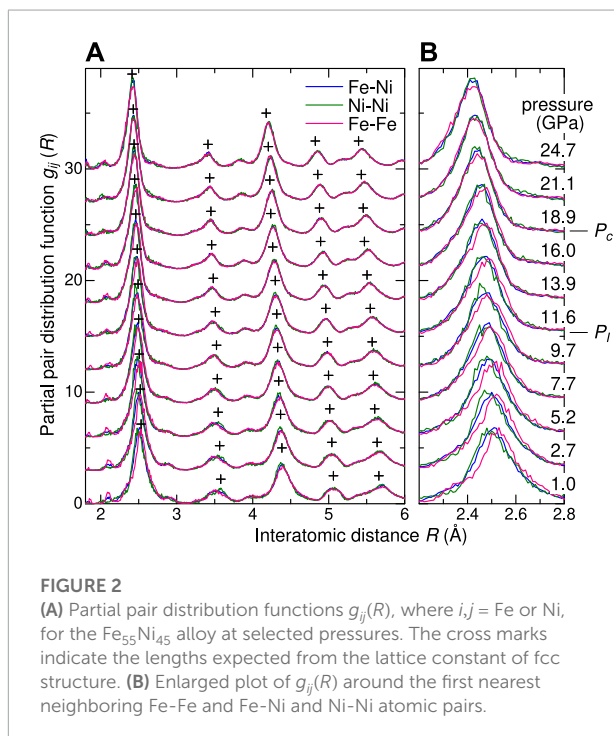 A
B
Fe-Ni
Ni-Ni
Fe-Fe
pressure
(GPa)
24.7
21.1
18.9
P_c
16.0
13.9
11.6
P_I
9.7
7.7
5.2
2.7
1.0
Partial pair distribution function g_ij (R)
30
20
10
0
2 3 4 5 6
2.4 2.6 2.8
Interatomic distance R (Å)
FIGURE 2
(A) Partial pair distribution functions g_ij(R), where i,j = Fe or Ni,
for the Fe₅₅Ni₄₅ alloy at selected pressures. The cross marks
indicate the lengths expected from the lattice constant of fcc
structure. (B) Enlarged plot of g_ij(R) around the first nearest
neighboring Fe-Fe and Fe-Ni and Ni-Ni atomic pairs.